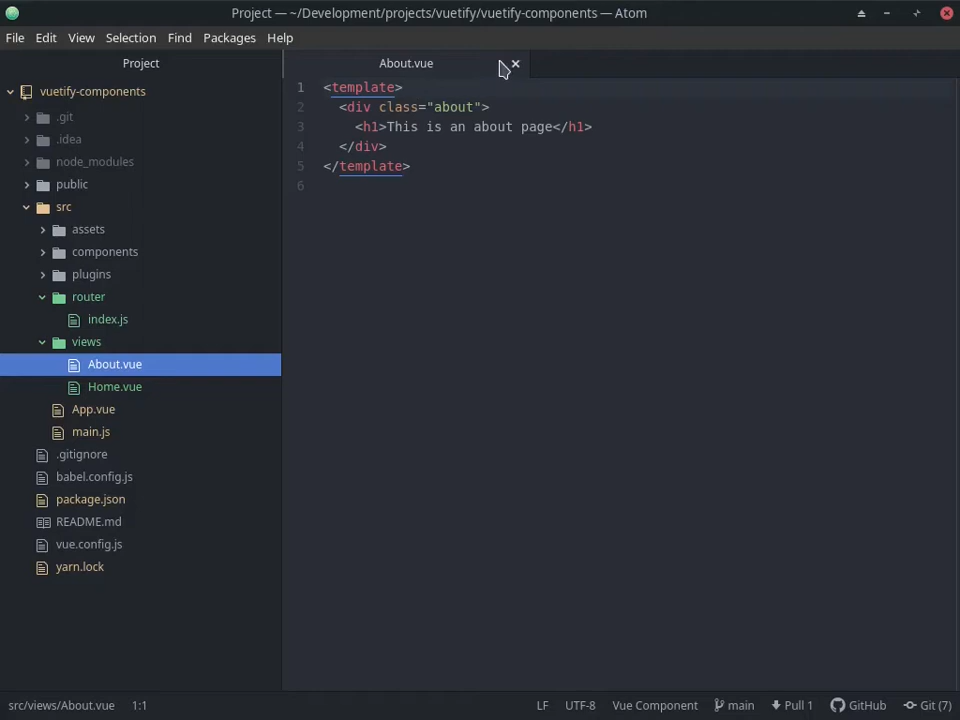 Project — ~/Development/projects/vuetify/vuetify-components — Atom
File Edit View Selection Find Packages Help
Project
vuetify-components
.git
.idea
node_modules
public
src
assets
components
plugins
router
index.js
views
About.vue
Home.vue
App.vue
main.js
.gitignore
babel.config.js
package.json
README.md
vue.config.js
yarn.lock
About.vue
1 <template>
2 <div class="about">
3 <h1>This is an about page</h1>
4 </div>
5 </template>
6
src/views/About.vue 1:1 LF UTF-8 Vue Component main Pull 1 GitHub Git (7)